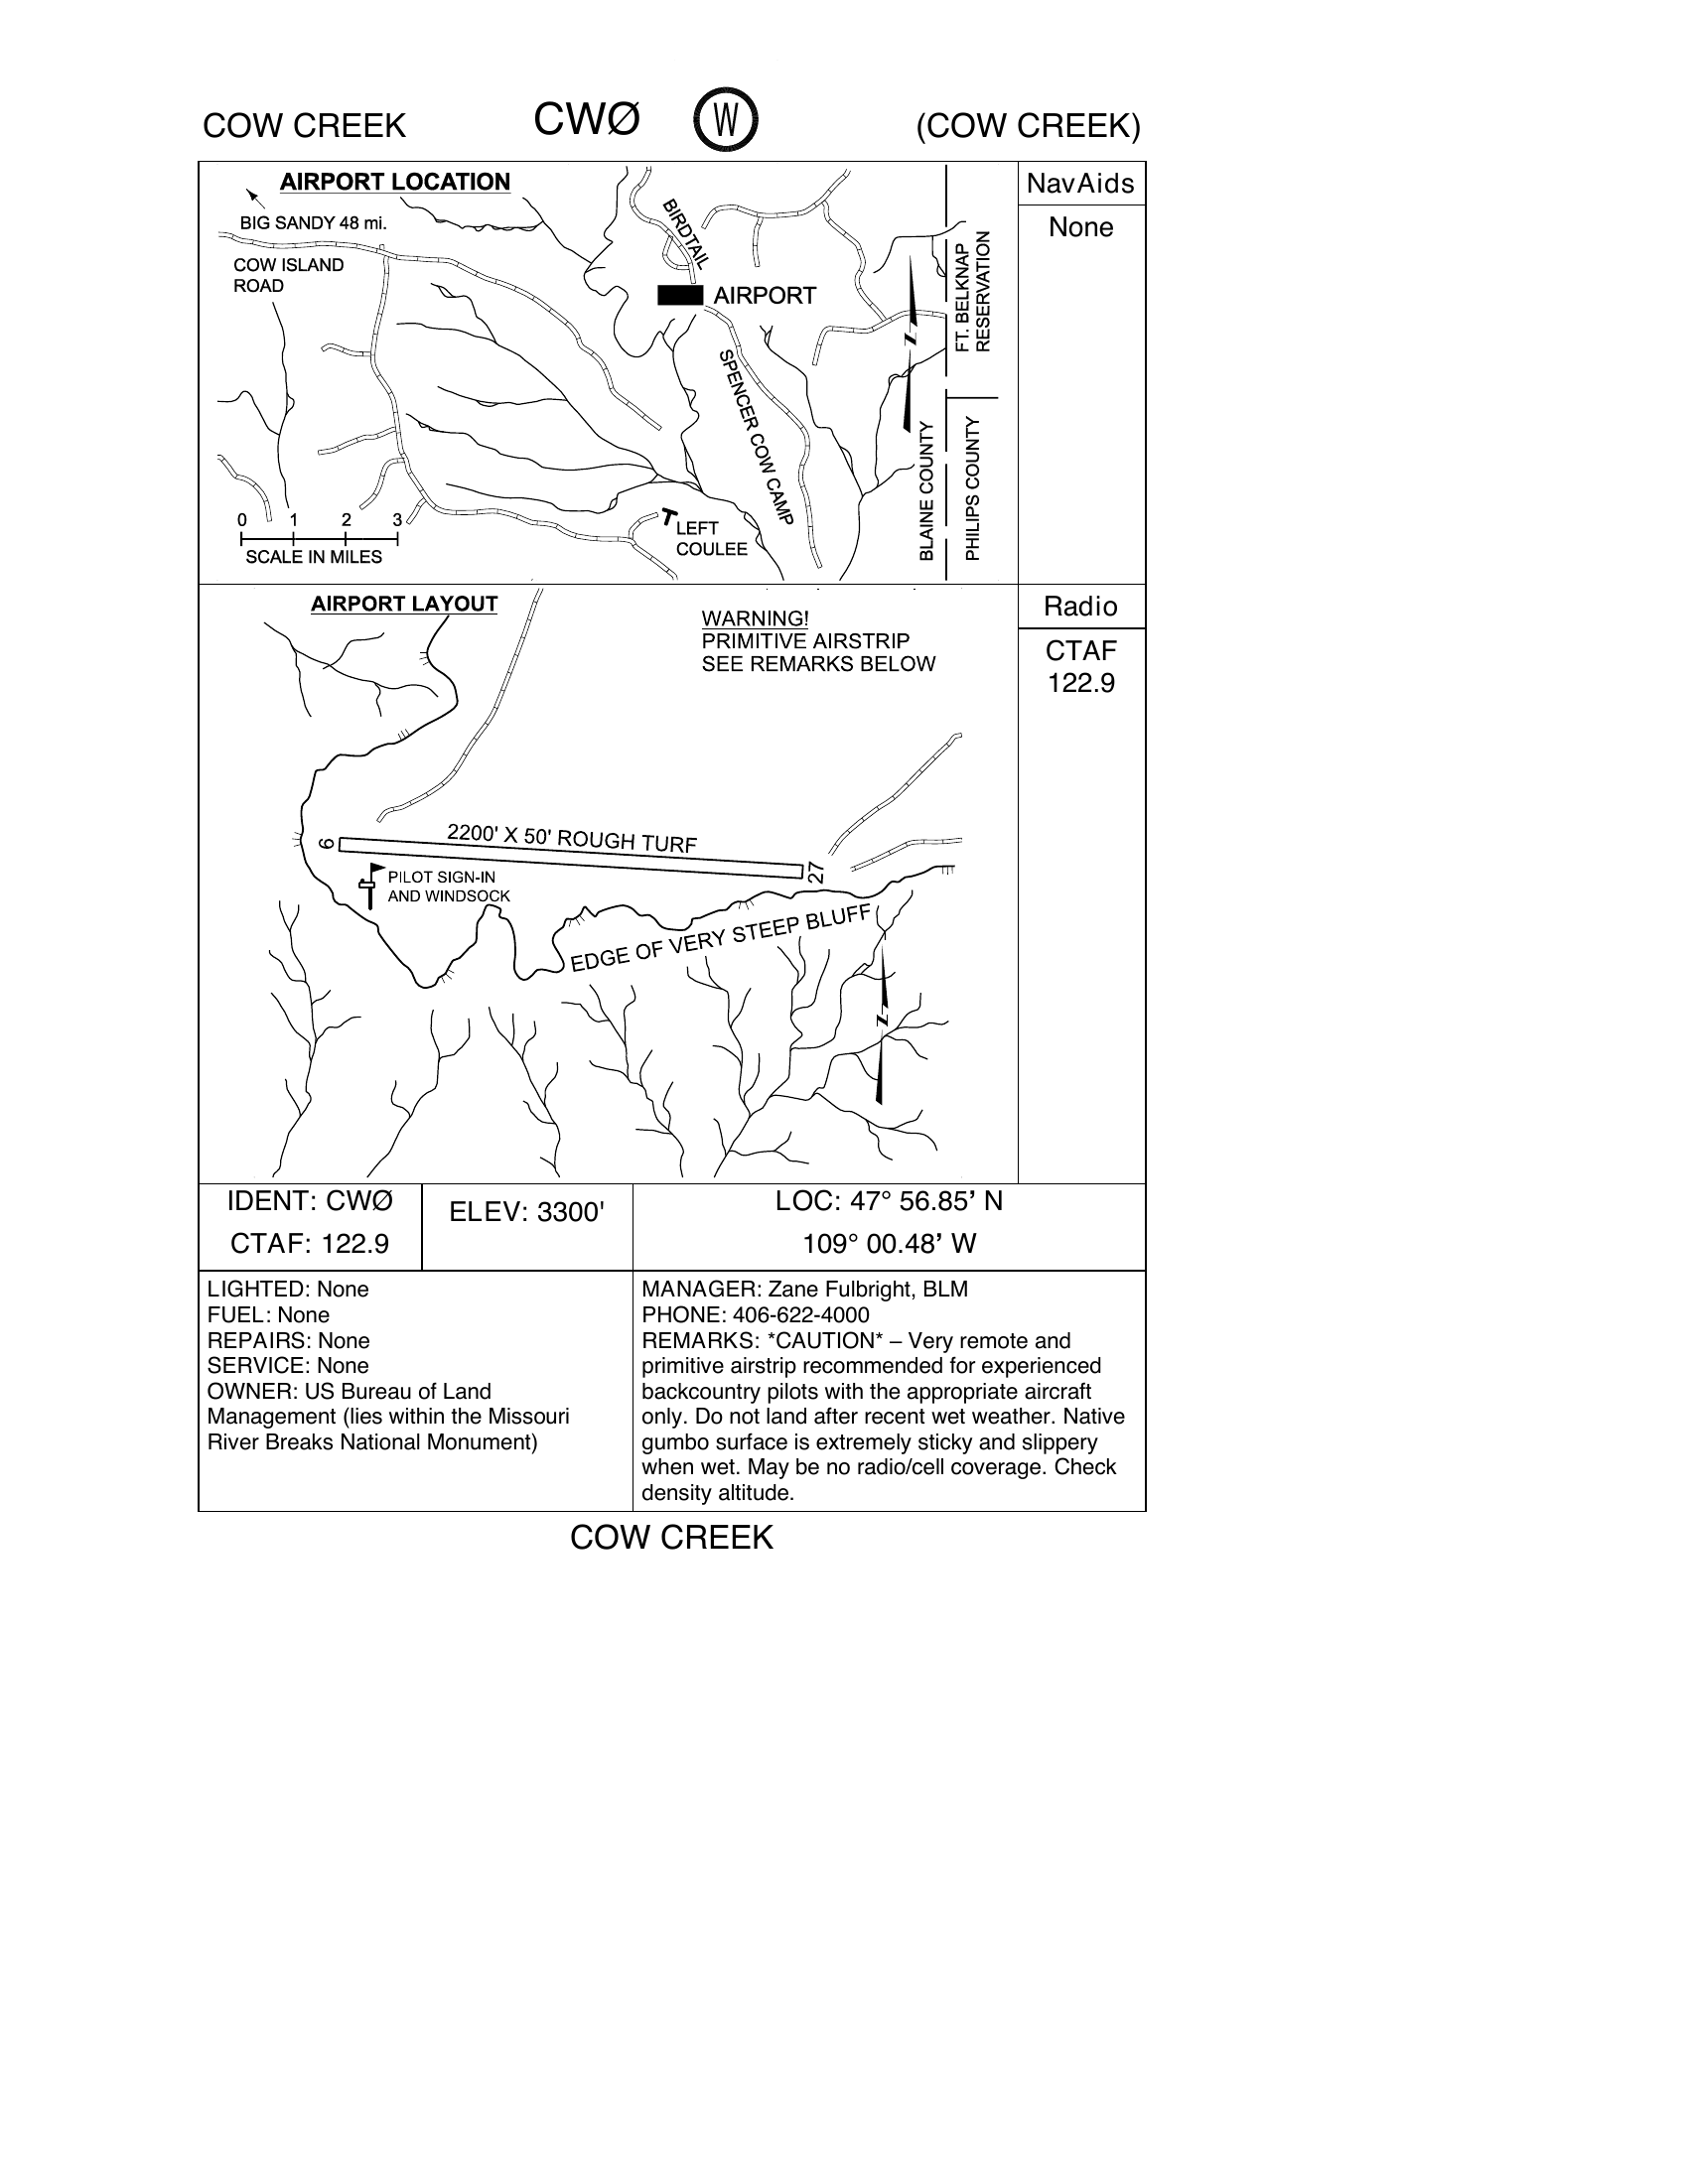 COW CREEK CWØ W (COW CREEK)
AIRPORT LOCATION
BIG SANDY 48 mi.
COW ISLAND
ROAD
BIRDTAIL
AIRPORT
SPENCER COW CAMP
LEFT
COULEE
FT. BELKNAP
RESERVATION
N
BLAINE COUNTY
PHILIPS COUNTY
0 1 2 3
SCALE IN MILES
NavAids
None
AIRPORT LAYOUT
WARNING!
PRIMITIVE AIRSTRIP
SEE REMARKS BELOW
2200' X 50' ROUGH TURF
9
27
PILOT SIGN-IN
AND WINDSOCK
EDGE OF VERY STEEP BLUFF
N
Radio
CTAF
122.9
IDENT: CWØ
CTAF: 122.9
ELEV: 3300'
LOC: 47° 56.85’ N
109° 00.48’ W
LIGHTED: None
FUEL: None
REPAIRS: None
SERVICE: None
OWNER: US Bureau of Land
Management (lies within the Missouri
River Breaks National Monument)
MANAGER: Zane Fulbright, BLM
PHONE: 406-622-4000
REMARKS: *CAUTION* – Very remote and
primitive airstrip recommended for experienced
backcountry pilots with the appropriate aircraft
only. Do not land after recent wet weather. Native
gumbo surface is extremely sticky and slippery
when wet. May be no radio/cell coverage. Check
density altitude.
COW CREEK